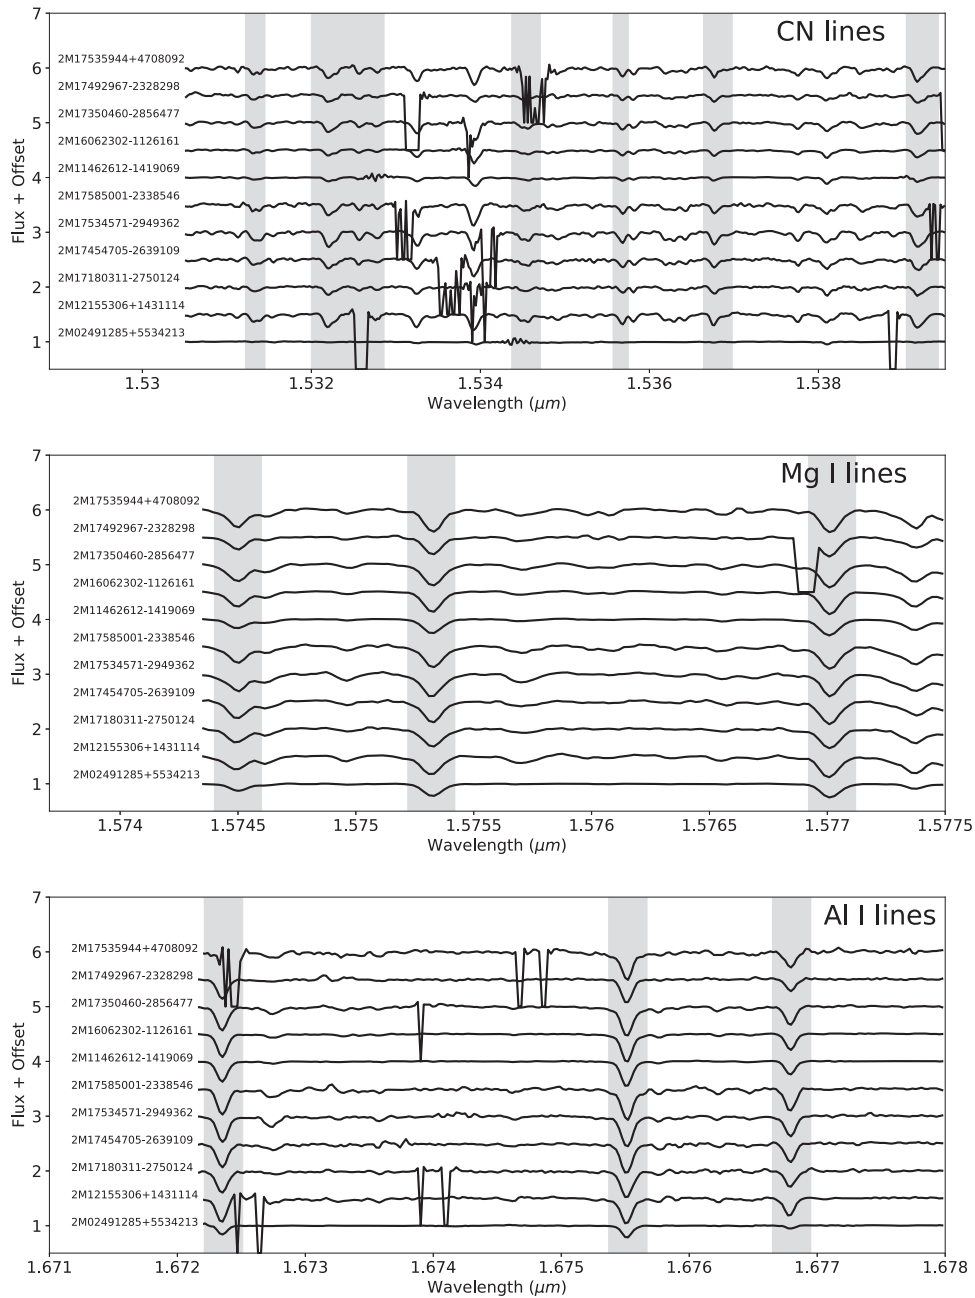 CN lines
7
6
5
4
3
2
1
Flux + Offset
2M17535944+4708092
2M17492967-2328298
2M17350460-2856477
2M16062302-1126161
2M11462612-1419069
2M17585001-2338546
2M17534571-2949362
2M17454705-2639109
2M17180311-2750124
2M12155306+1431114
2M02491285+5534213
1.53 1.532 1.534 1.536 1.538
Wavelength (μm)
Mg I lines
7
6
5
4
3
2
1
Flux + Offset
2M17535944+4708092
2M17492967-2328298
2M17350460-2856477
2M16062302-1126161
2M11462612-1419069
2M17585001-2338546
2M17534571-2949362
2M17454705-2639109
2M17180311-2750124
2M12155306+1431114
2M02491285+5534213
1.574 1.5745 1.575 1.5755 1.576 1.5765 1.577 1.5775
Wavelength (μm)
Al I lines
7
6
5
4
3
2
1
Flux + Offset
2M17535944+4708092
2M17492967-2328298
2M17350460-2856477
2M16062302-1126161
2M11462612-1419069
2M17585001-2338546
2M17534571-2949362
2M17454705-2639109
2M17180311-2750124
2M12155306+1431114
2M02491285+5534213
1.671 1.672 1.673 1.674 1.675 1.676 1.677 1.678
Wavelength (μm)